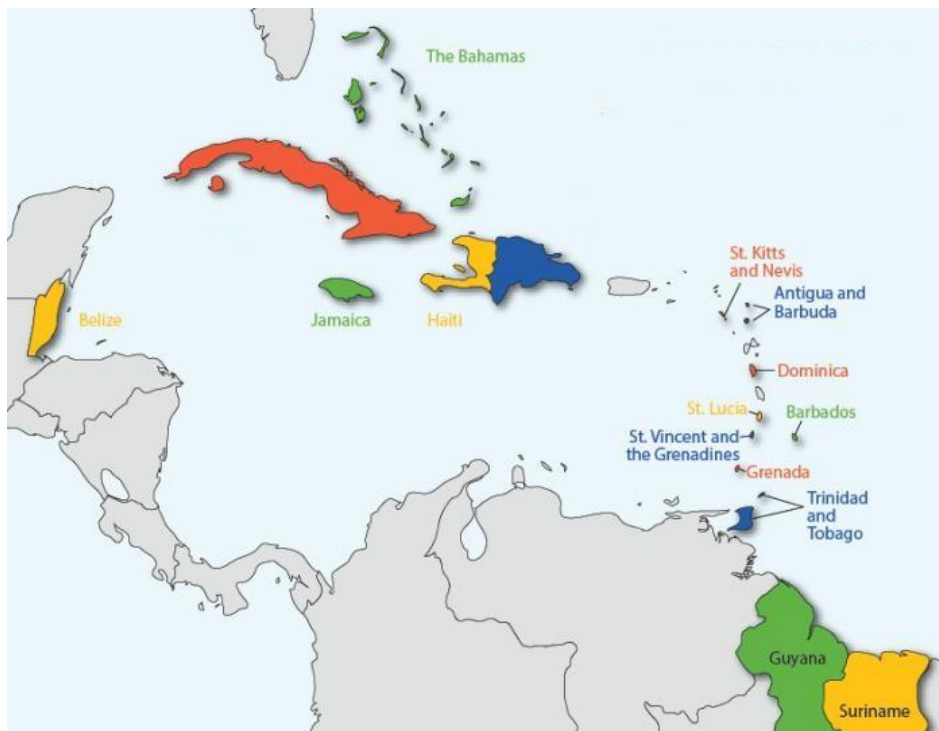 The Bahamas
St. Kitts
and Nevis
Antigua and
Barbuda
Belize
Jamaica
Haiti
Dominica
St. Lucia
Barbados
St. Vincent and
the Grenadines
Grenada
Trinidad
and
Tobago
Guyana
Suriname